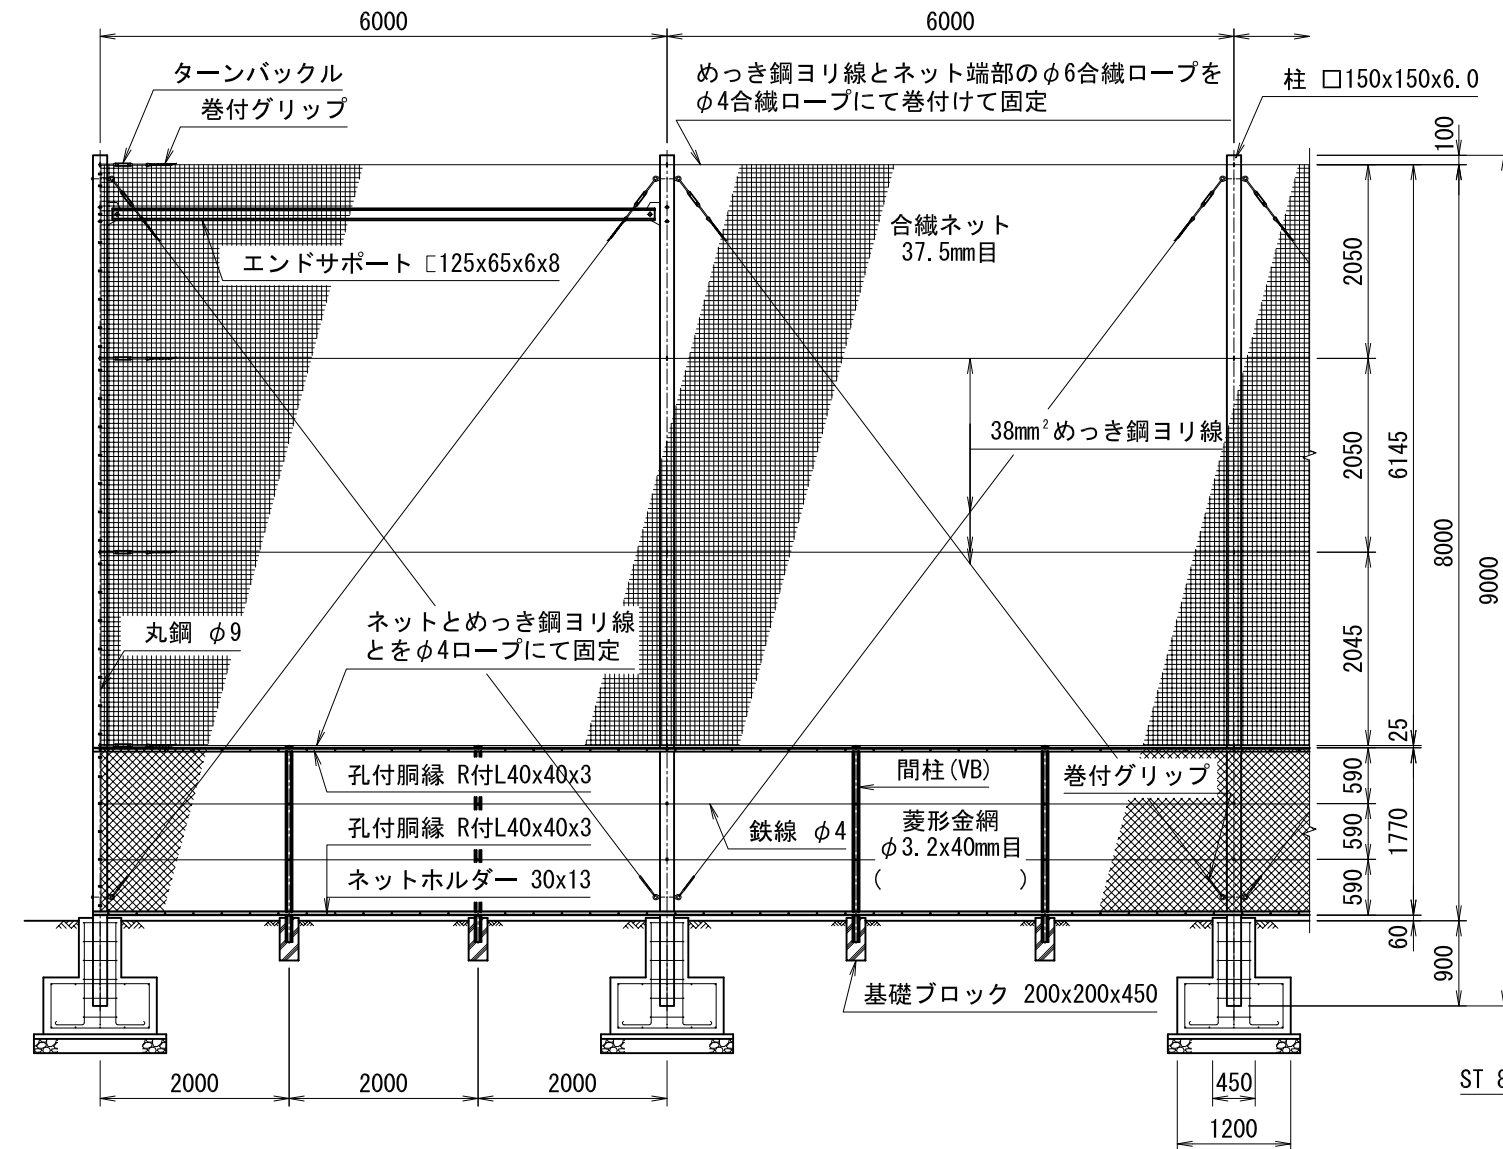 6000
6000
ターンバックル
巻付グリップ
めっき鋼ヨリ線とネット端部のφ6合繊ロープを
φ4合繊ロープにて巻付けて固定
柱 □150x150x6.0
100
合繊ネット
37.5mm目
エンドサポート [125x65x6x8
2050
38mm²めっき鋼ヨリ線
2050
6145
8000
9000
丸鋼 φ9
ネットとめっき鋼ヨリ線
とをφ4ロープにて固定
2045
25
孔付胴縁 R付L40x40x3
間柱(VB)
巻付グリップ
590
孔付胴縁 R付L40x40x3
鉄線 φ4
菱形金網
φ3.2x40mm目
( )
590
1770
ネットホルダー 30x13
590
60
900
基礎ブロック 200x200x450
2000
2000
2000
450
ST 8
1200